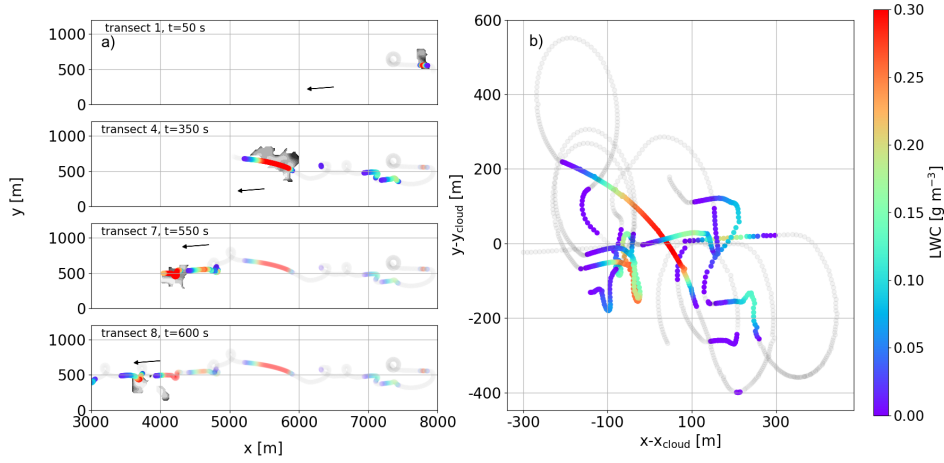 transect 1, t=50 s
a)
1000
500
0
transect 4, t=350 s
1000
500
0
transect 7, t=550 s
1000
500
0
transect 8, t=600 s
1000
500
0
3000 4000 5000 6000 7000 8000
x [m]
y [m]
b)
600
400
200
0
-200
-400
-300 -100 100 300
x-x_cloud [m]
y-y_cloud [m]
0.30
0.25
0.20
0.15
0.10
0.05
0.00
LWC [g m⁻³]